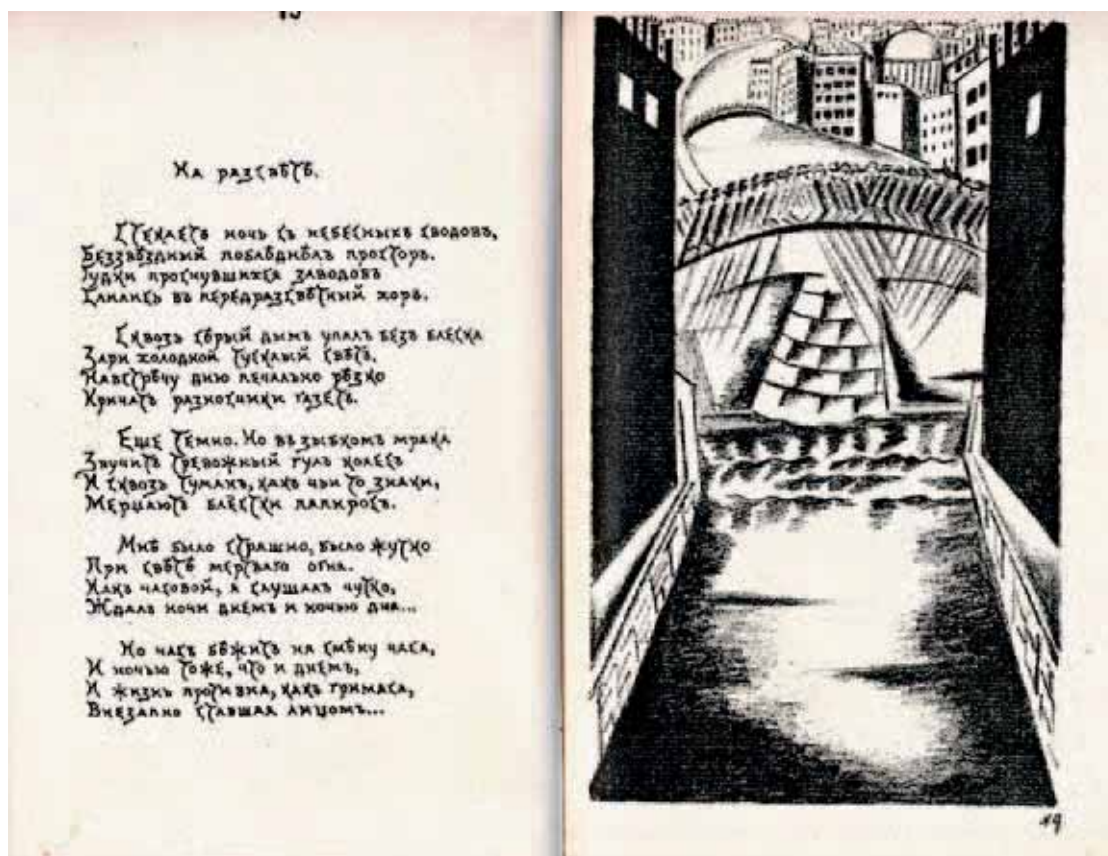 На разсвѣтѣ.
Стекаетъ ночь съ небесныхъ сводовъ,
Беззвѣздный поблѣднѣлъ просторъ.
Гудки проснувшихся заводовъ
Слились въ передразсвѣтный хоръ.
Сквозь сѣрый дымъ упалъ безъ блеска
Зари холодной тусклый свѣтъ,
Навстрѣчу дню печально рѣзко
Кричатъ разносчики газетъ.
Еще темно. Но въ зыбкомъ мракѣ
Звучитъ тревожный гулъ колесъ
И сквозь туманъ, какъ чьи то знаки,
Мерцаютъ блёстки папиросъ.
Мнѣ было страшно, было жутко
При свѣтѣ мертваго огня.
Какъ часовой, я слушалъ чутко,
Ждалъ ночи днемъ и ночью дня...
Но часъ бѣжитъ на смѣну часа,
И ночью тоже, что и днемъ,
И жизнь противна, какъ гримаса,
Внезапно ставшая лицомъ...
19